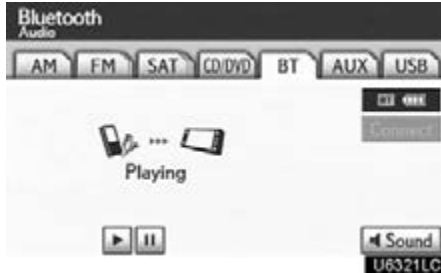 Bluetooth
Audio
AM FM SAT CD/DVD BT AUX USB
Connect
Playing
Sound
U6321LC